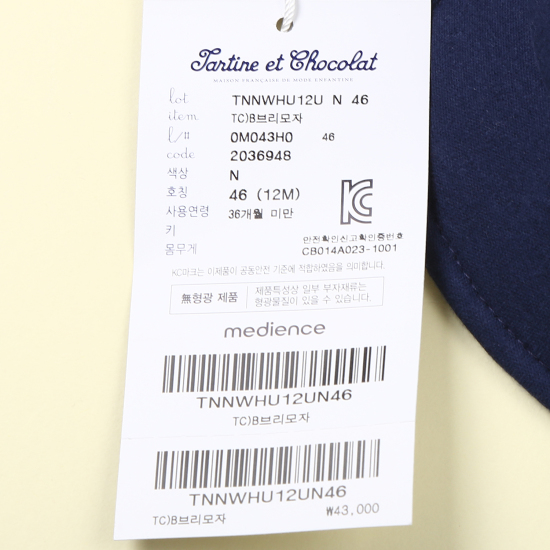 Tartine et Chocolat
MAISON FRANÇAISE DE MODE ENFANTINE
lot TNNWHU12U N 46
item TC)B브리모자
l/# 0M043H0 46
code 2036948
색상 N
호칭 46 (12M)
사용연령 36개월 미만
키
몸무게
안전확인신고확인증번호
CB014A023-1001
KC마크는 이제품이 공통안전 기준에 적합하였음을 의미합니다.
無형광 제품
제품특성상 일부 부자재류는
형광물질이 있을 수 있습니다.
medience
TNNWHU12UN46
TC)B브리모자
TNNWHU12UN46
TC)B브리모자 ₩43,000